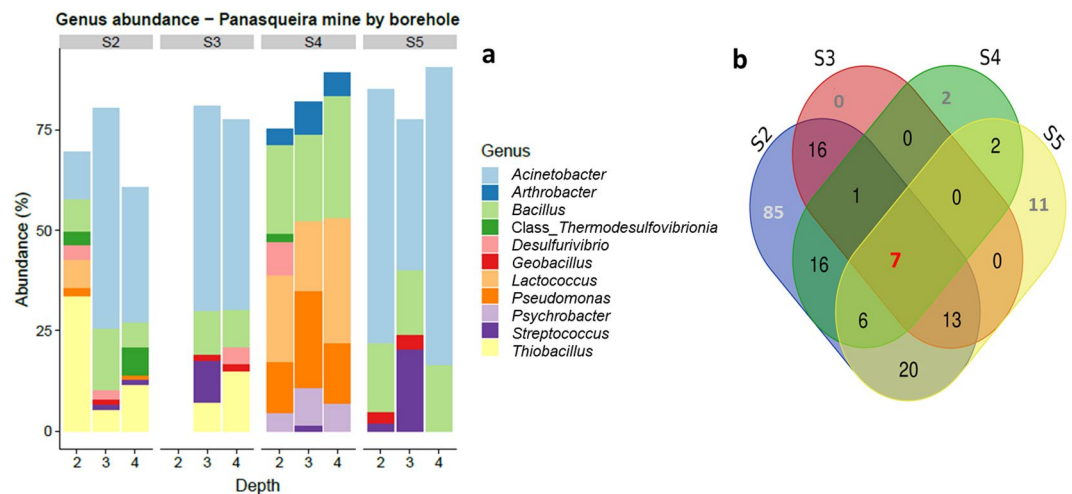 Genus abundance − Panasqueira mine by borehole
S2 S3 S4 S5
75
50
25
0
Abundance (%)
2 3 4 2 3 4 2 3 4 2 3 4
Depth
a
Genus
Acinetobacter
Arthrobacter
Bacillus
Class_Thermodesulfovibrionia
Desulfurivibrio
Geobacillus
Lactococcus
Pseudomonas
Psychrobacter
Streptococcus
Thiobacillus
b
S3 S4
S2 S5
0 2
16 0 2
85 1 0 11
16 7 0
6 13
20